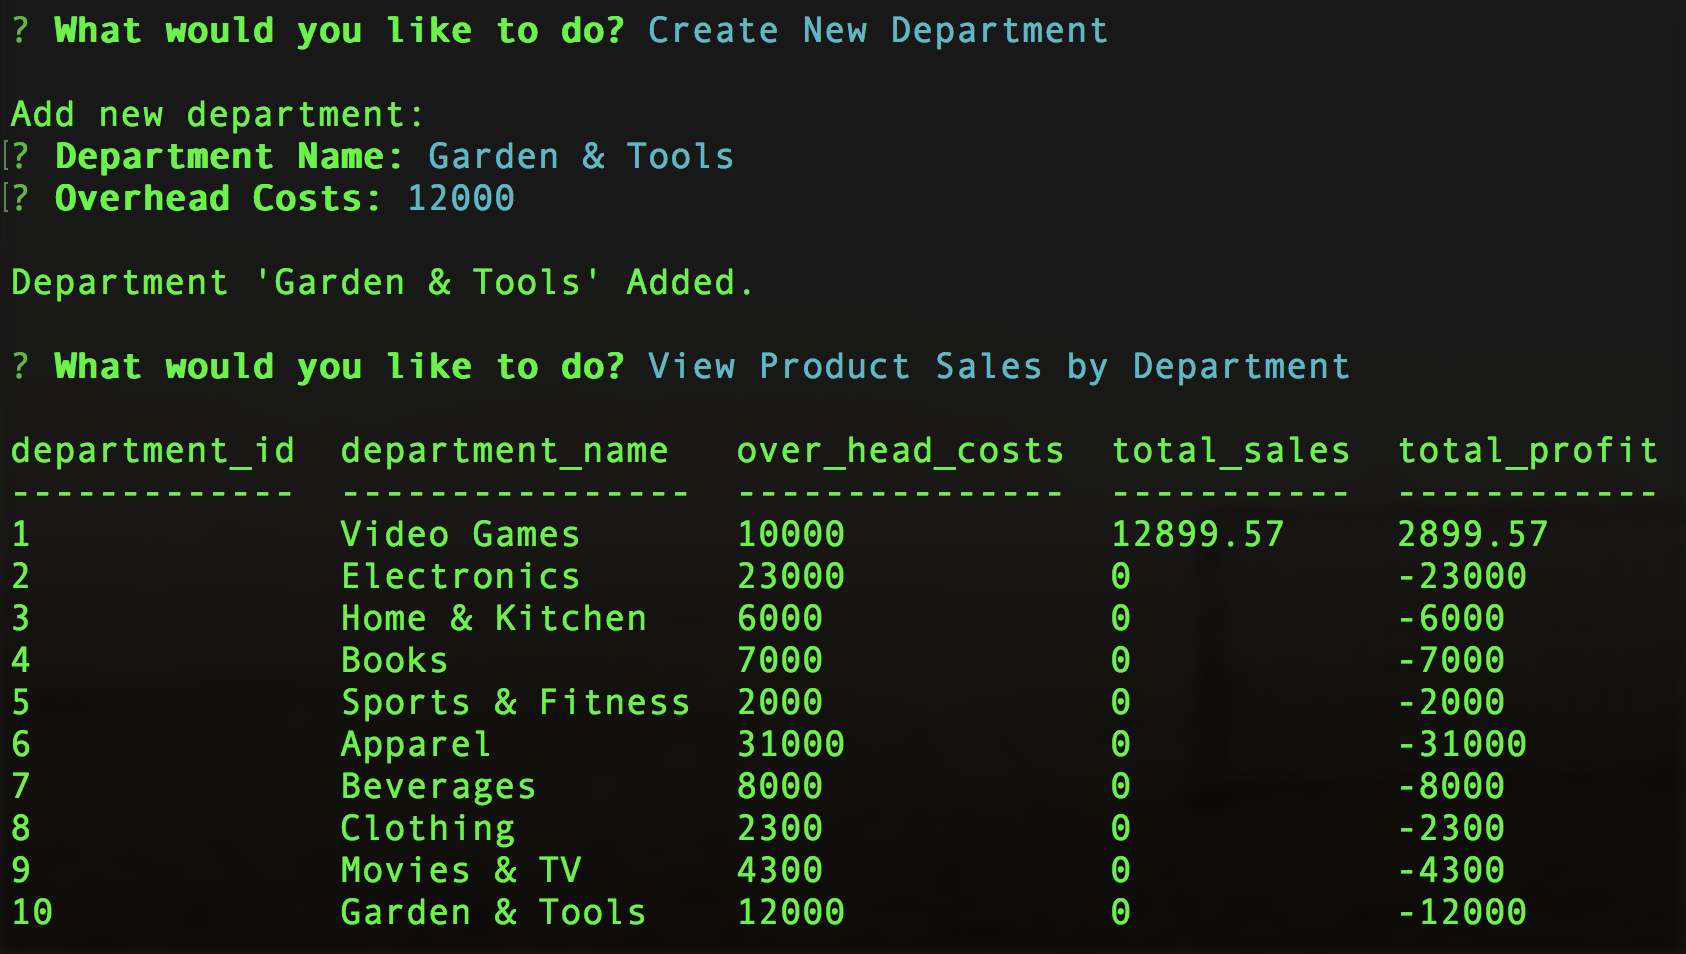 ? What would you like to do? Create New Department
Add new department:
[? Department Name: Garden & Tools
[? Overhead Costs: 12000
Department 'Garden & Tools' Added.
? What would you like to do? View Product Sales by Department
department_id  department_name   over_head_costs  total_sales  total_profit
-------------  ----------------  ---------------  -----------  ------------
1              Video Games       10000            12899.57     2899.57
2              Electronics       23000            0            -23000
3              Home & Kitchen    6000             0            -6000
4              Books             7000             0            -7000
5              Sports & Fitness  2000             0            -2000
6              Apparel           31000            0            -31000
7              Beverages         8000             0            -8000
8              Clothing          2300             0            -2300
9              Movies & TV       4300             0            -4300
10             Garden & Tools    12000            0            -12000